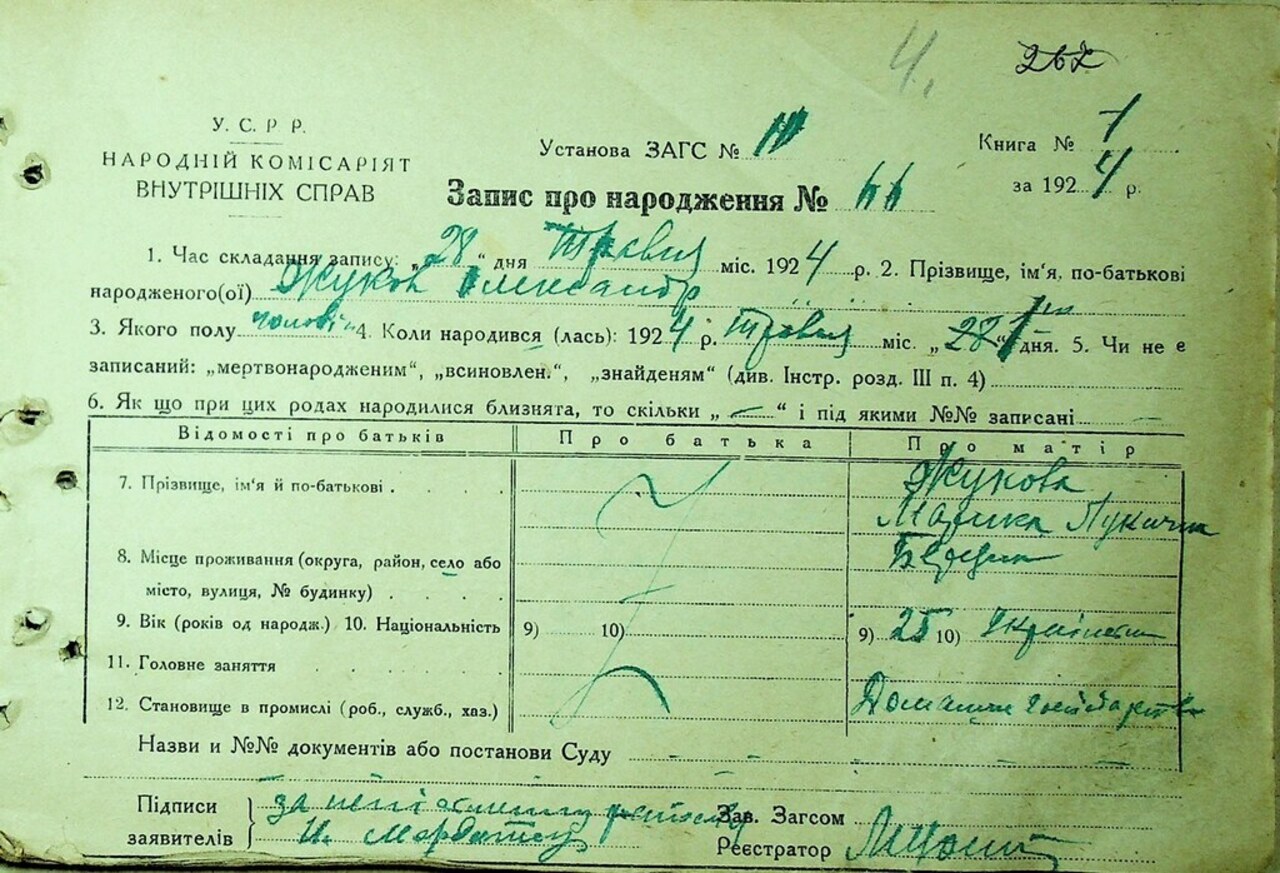 4.
267
У. С. Р. Р.
НАРОДНІЙ КОМІСАРІЯТ
ВНУТРІШНІХ СПРАВ
Установа ЗАГС №
Книга № 1
за 1924 р.
Запис про народження № 66
1. Час складання запису: „28“ дня Травня міс. 1924 р. 2. Прізвище, ім'я, по-батькові
народженого(ої) Жуков Олександр
3. Якого полу чолові 4. Коли народився (лась): 1924 р. Травня міс. „ “ дня. 5. Чи не є
записаний: „мертвонародженим“, „всиновлен.“, „знайденям“ (див. Інстр. розд. III п. 4)
6. Як що при цих родах народилися близнята, то скільки „ — “ і під якими №№ записані —
Відомості про батьків Про батька Про матір
7. Прізвище, ім'я й по-батькові Жукова
8. Місце проживання (округа, район, село або
місто, вулиця, № будинку)
9. Вік (років од народж.) 10. Національність 9) 10) 9) 25 10) Українка
11. Головне заняття
12. Становище в промислі (роб., служб., хаз.) Домашнє господарство
Назви и №№ документів або постанови Суду
Підписи
заявителів
за
И.
Зав. Загсом
Реєстратор